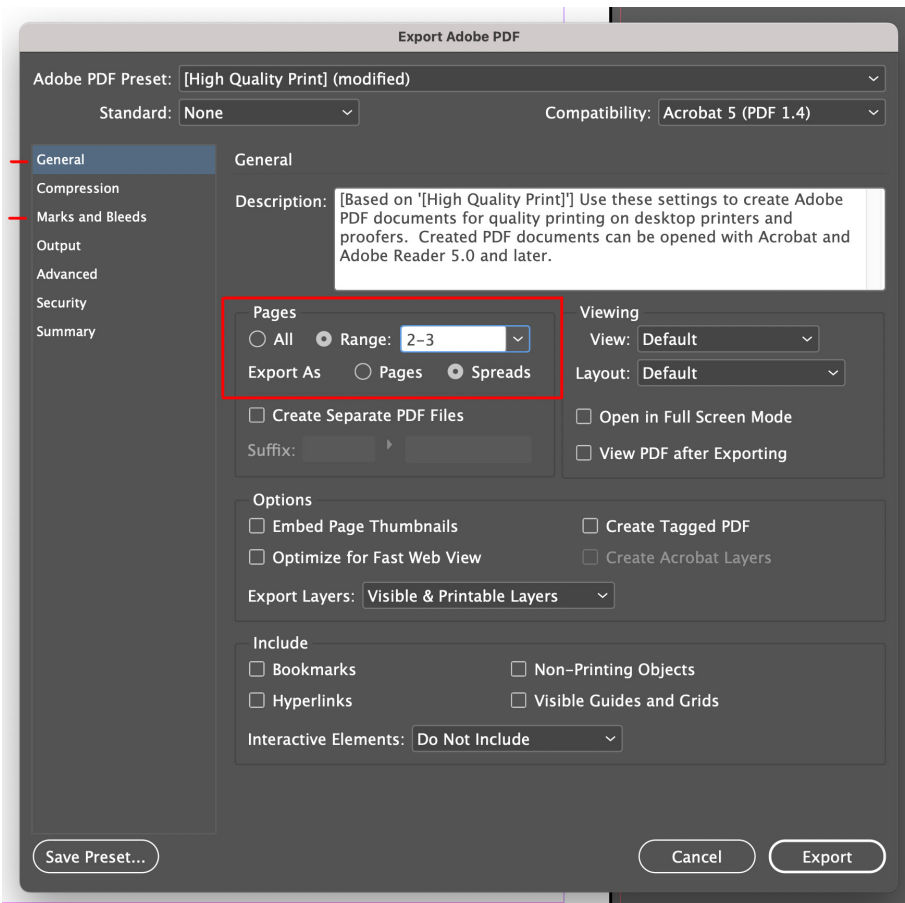 Export Adobe PDF
Adobe PDF Preset: [High Quality Print] (modified)
Standard: None Compatibility: Acrobat 5 (PDF 1.4)
General
Compression
Marks and Bleeds
Output
Advanced
Security
Summary
General
Description: [Based on '[High Quality Print]'] Use these settings to create Adobe
PDF documents for quality printing on desktop printers and
proofers.  Created PDF documents can be opened with Acrobat and
Adobe Reader 5.0 and later.
Pages
All Range: 2-3
Export As Pages Spreads
Create Separate PDF Files
Suffix:
Viewing
View: Default
Layout: Default
Open in Full Screen Mode
View PDF after Exporting
Options
Embed Page Thumbnails Create Tagged PDF
Optimize for Fast Web View Create Acrobat Layers
Export Layers: Visible & Printable Layers
Include
Bookmarks Non-Printing Objects
Hyperlinks Visible Guides and Grids
Interactive Elements: Do Not Include
Save Preset... Cancel Export